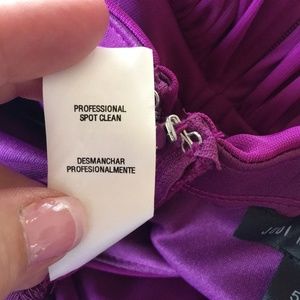 PROFESSIONAL
SPOT CLEAN
DESMANCHAR
PROFESIONALMENTE